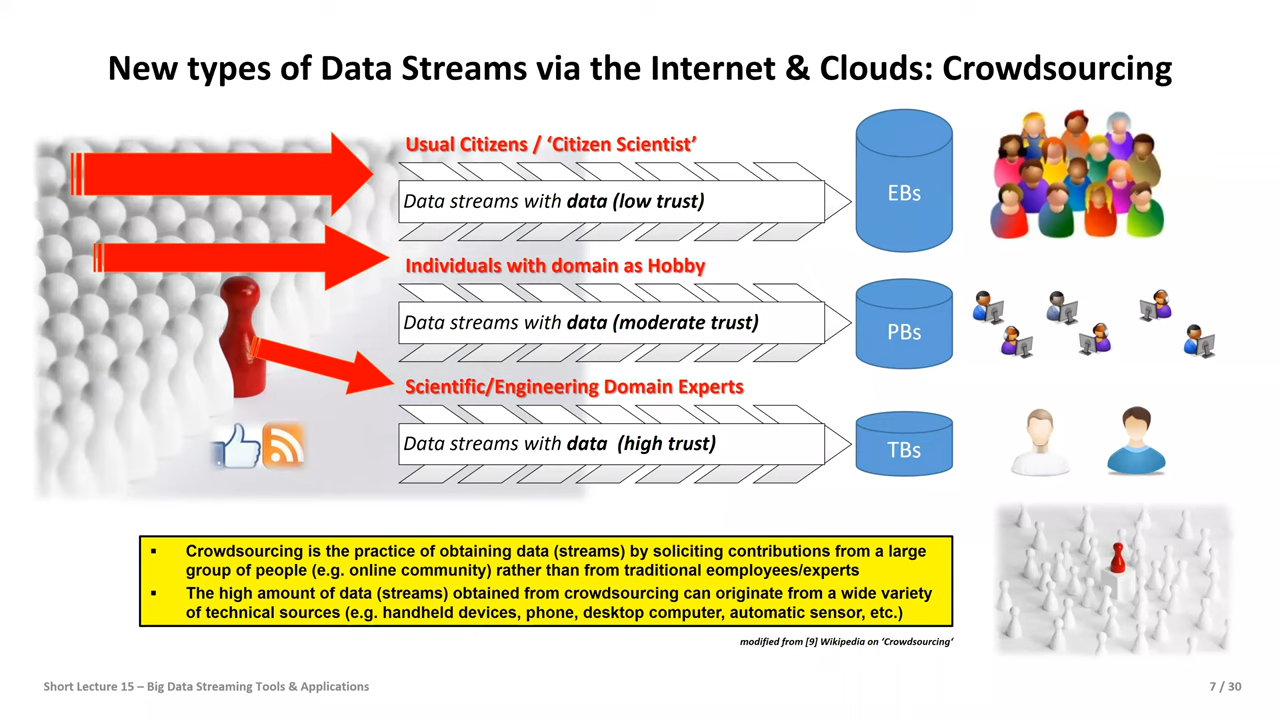 New types of Data Streams via the Internet & Clouds: Crowdsourcing
Usual Citizens / ‘Citizen Scientist’
Data streams with data (low trust)
EBs
Individuals with domain as Hobby
Data streams with data (moderate trust)
PBs
Scientific/Engineering Domain Experts
Data streams with data (high trust)
TBs
▪ Crowdsourcing is the practice of obtaining data (streams) by soliciting contributions from a large
group of people (e.g. online community) rather than from traditional eomployees/experts
▪ The high amount of data (streams) obtained from crowdsourcing can originate from a wide variety
of technical sources (e.g. handheld devices, phone, desktop computer, automatic sensor, etc.)
modified from [9] Wikipedia on ‘Crowdsourcing‘
Short Lecture 15 – Big Data Streaming Tools & Applications
7 / 30